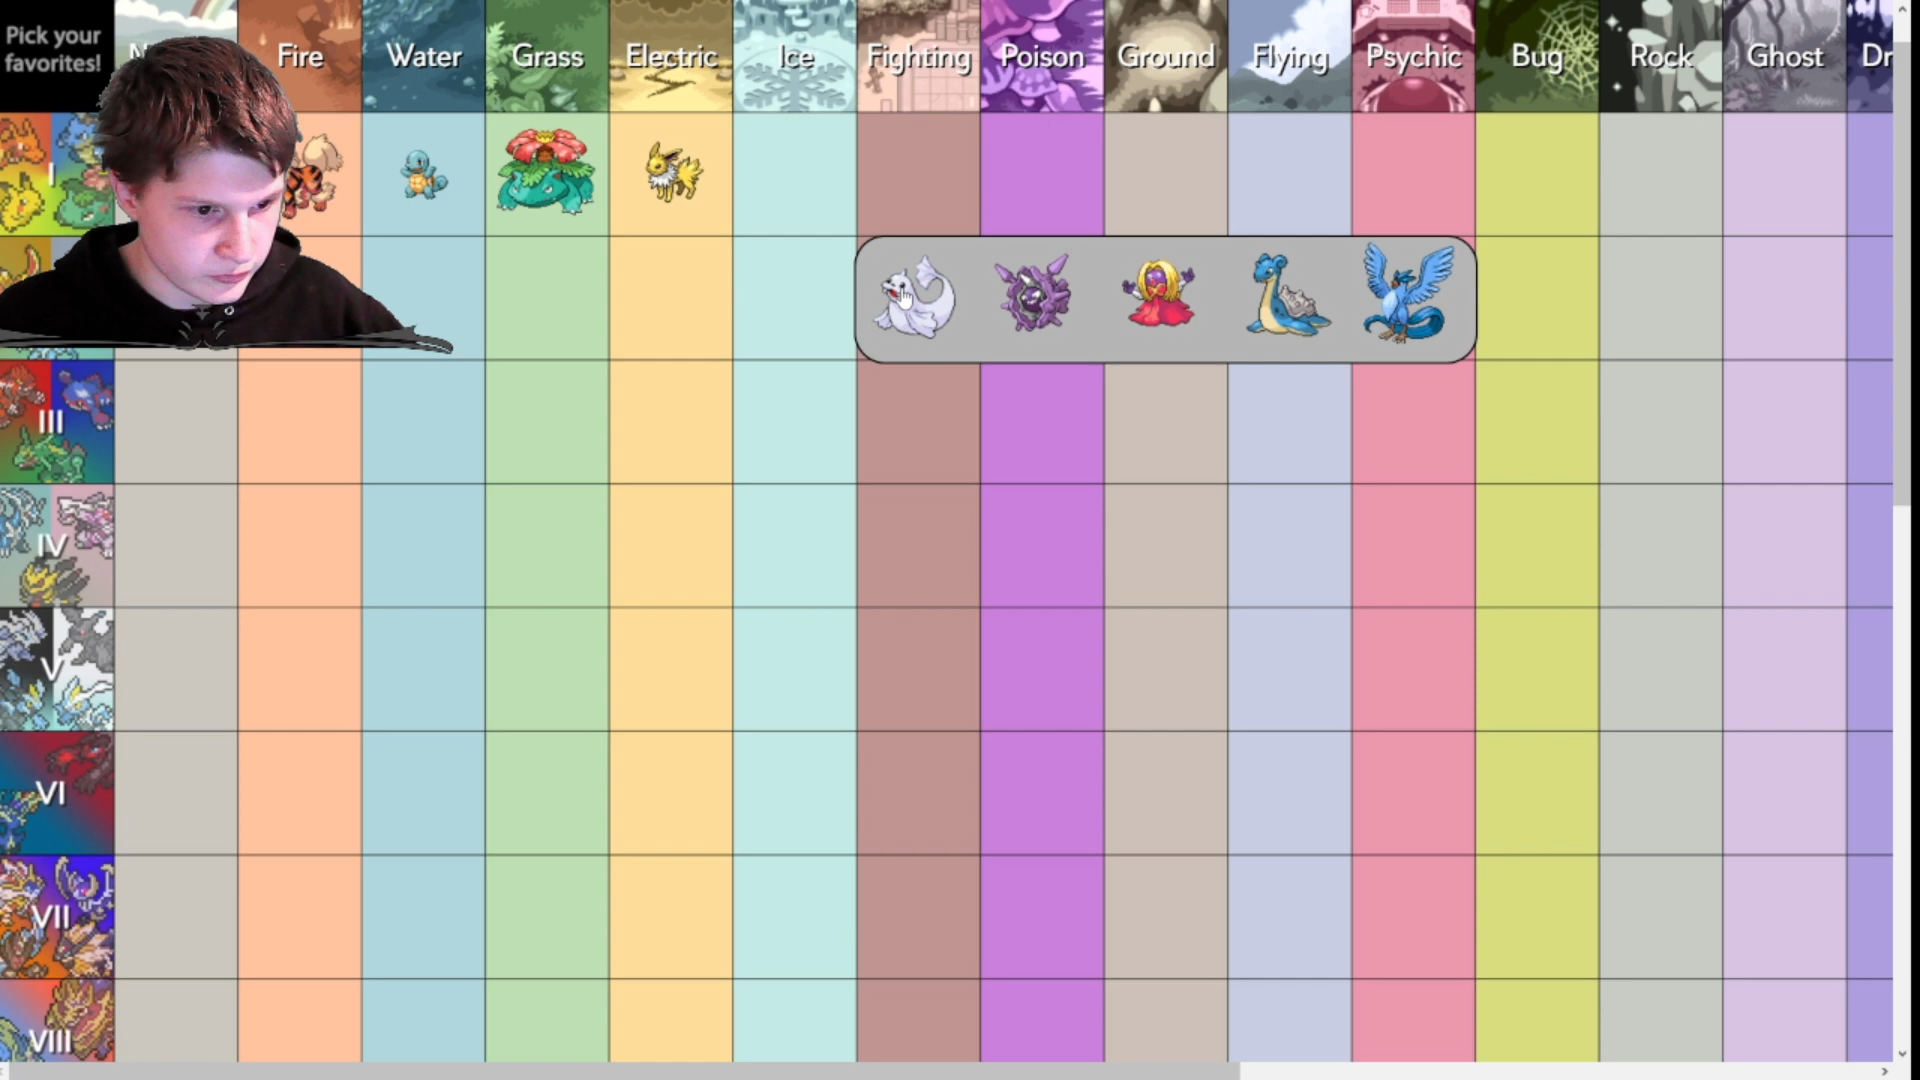 Pick your
favorites!
Fire
Water
Grass
Electric
Ice
Fighting
Poison
Ground
Flying
Psychic
Bug
Rock
Ghost
Dr
I
III
IV
V
VI
VII
VIII